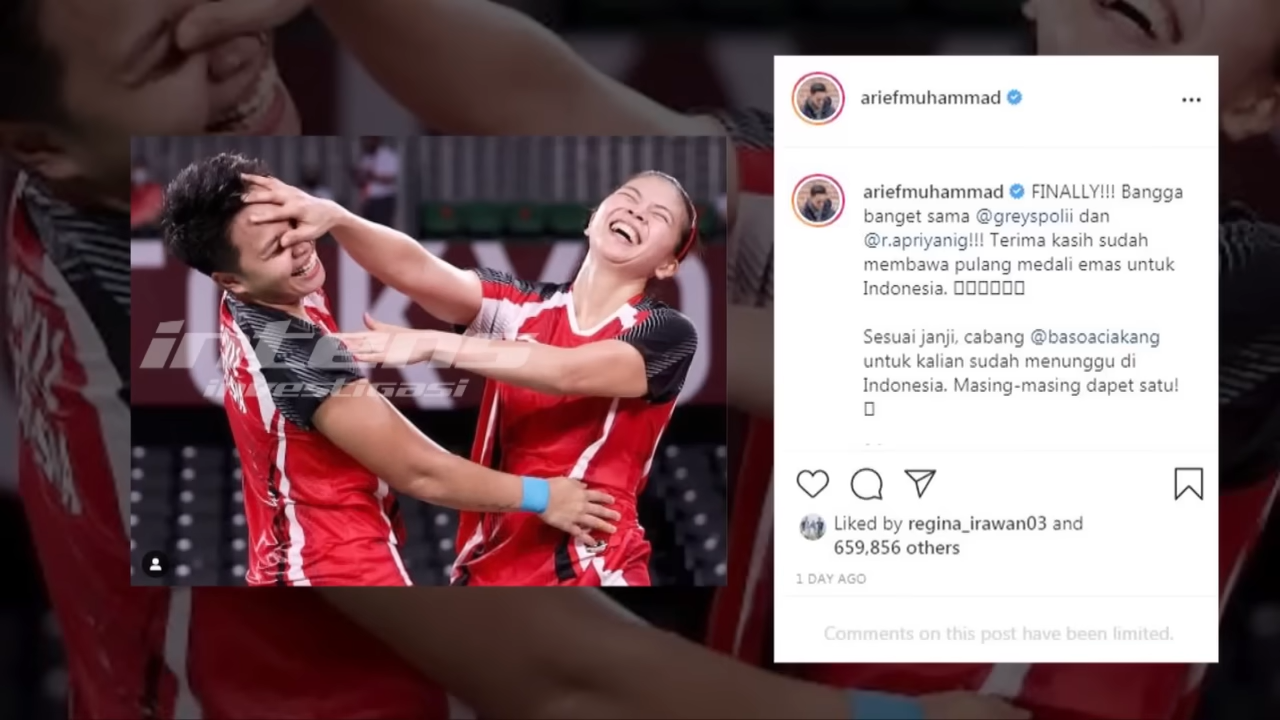 ariefmuhammad
ariefmuhammad FINALLY!!! Bangga
banget sama @greyspolii dan
@r.apriyanig!!! Terima kasih sudah
membawa pulang medali emas untuk
Indonesia. 
Sesuai janji, cabang @basoaciakang
untuk kalian sudah menunggu di
Indonesia. Masing-masing dapet satu!
Liked by regina_irawan03 and
659,856 others
1 DAY AGO
Comments on this post have been limited.
intens
investigasi